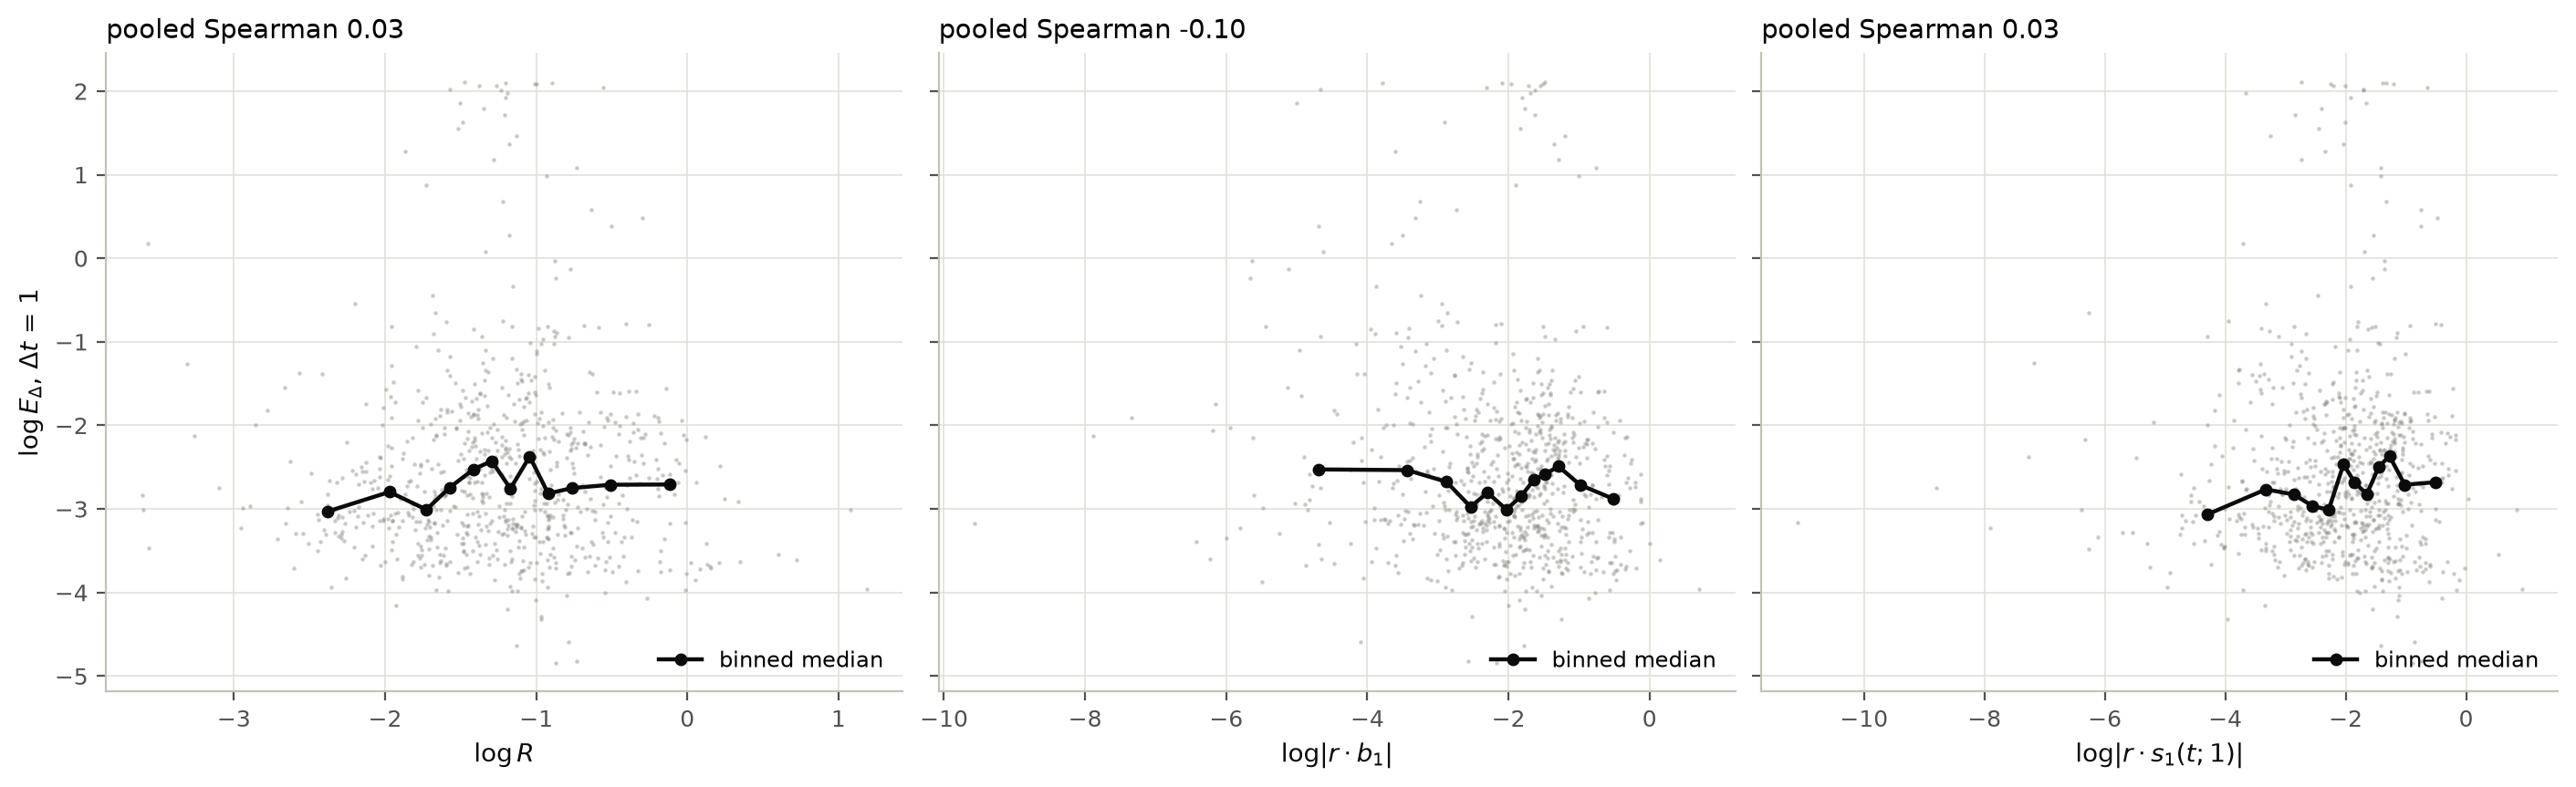 pooled Spearman 0.03
pooled Spearman -0.10
pooled Spearman 0.03
log E_Δ, Δt = 1
2
1
0
−1
−2
−3
−4
−5
binned median
binned median
binned median
−3 −2 −1 0 1
−10 −8 −6 −4 −2 0
−10 −8 −6 −4 −2 0
log R
log|r · b₁|
log|r · s₁(t; 1)|